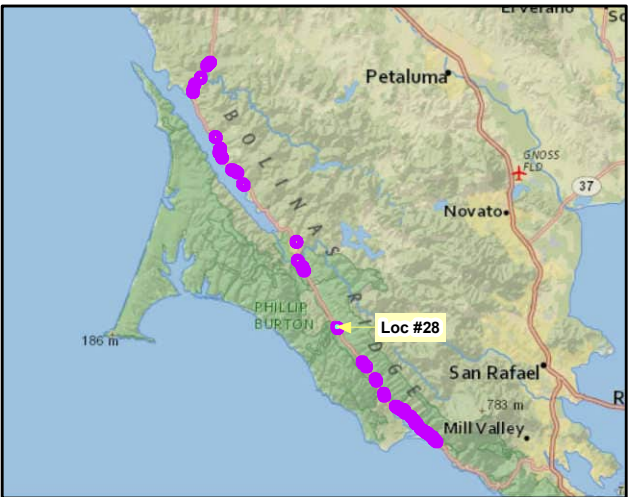 El Verano
Petaluma
BOLINAS RIDGE
GNOSS
FLD
37
Novato
PHILLIP
BURTON
Loc #28
186 m
San Rafael
783 m
Mill Valley